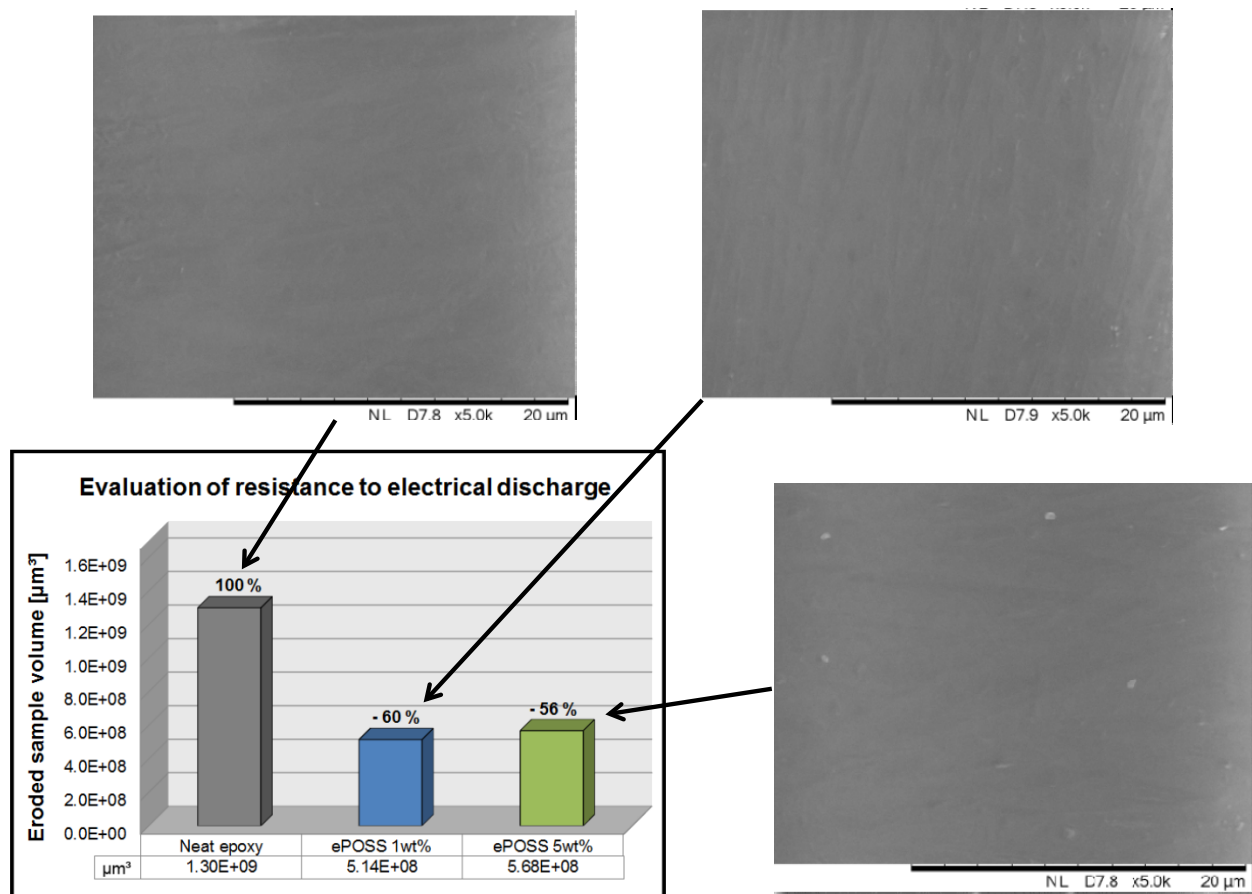 NL D7.8 x5.0k 20 µm
NL D7.9 x5.0k 20 µm
Evaluation of resistance to electrical discharge
Eroded sample volume [µm³]
1.6E+09
1.4E+09
1.2E+09
1.0E+09
8.0E+08
6.0E+08
4.0E+08
2.0E+08
0.0E+00
100 %
- 60 %
- 56 %
Neat epoxy ePOSS 1wt% ePOSS 5wt%
µm³ 1.30E+09 5.14E+08 5.68E+08
NL D7.8 x5.0k 20 µm